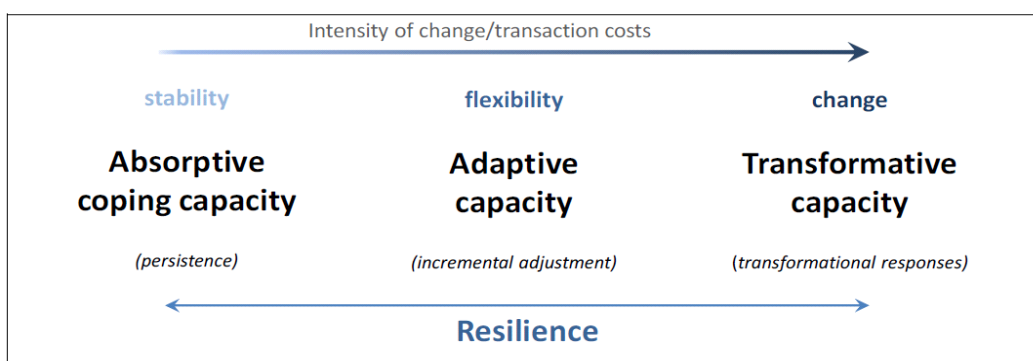 Intensity of change/transaction costs
stability flexibility change
Absorptive Adaptive Transformative
coping capacity capacity capacity
(persistence) (incremental adjustment) (transformational responses)
Resilience